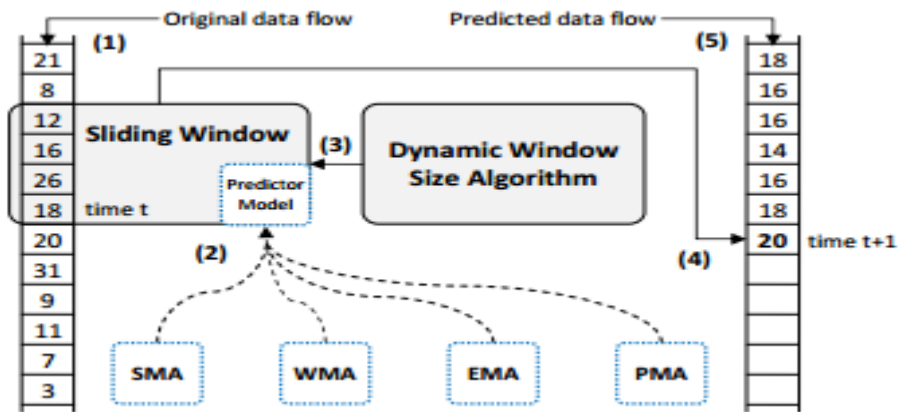 Original data flow
Predicted data flow
(1)
(5)
21
8
12
16
26
18
20
31
9
11
7
3
Sliding Window
time t
Predictor
Model
(3)
Dynamic Window
Size Algorithm
(2)
(4)
18
16
16
14
16
18
20
time t+1
SMA
WMA
EMA
PMA